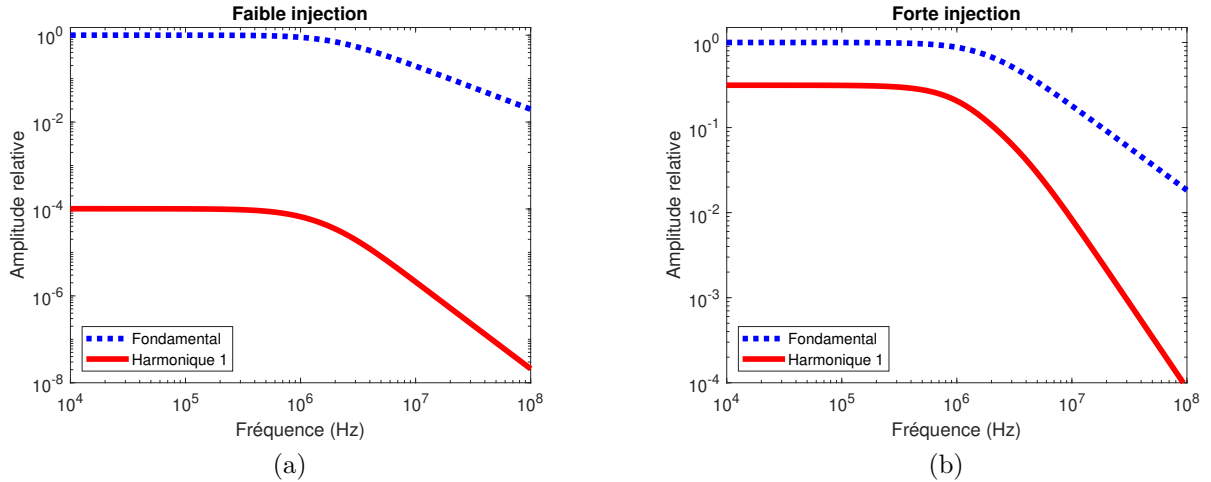 Faible injection
10^0
10^-2
10^-4
10^-6
10^-8
Amplitude relative
Fondamental
Harmonique 1
10^4
10^5
10^6
10^7
10^8
Fréquence (Hz)
(a)
Forte injection
10^0
10^-1
10^-2
10^-3
10^-4
Amplitude relative
Fondamental
Harmonique 1
10^4
10^5
10^6
10^7
10^8
Fréquence (Hz)
(b)